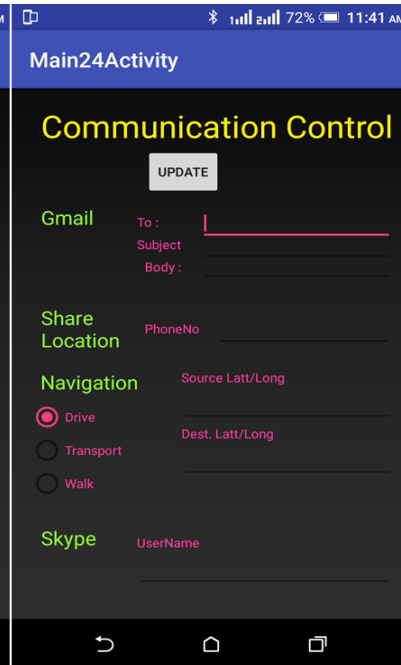 M
72% 11:41 AM
Main24Activity
Communication Control
UPDATE
Gmail
To :
Subject
Body :
Share
Location
PhoneNo
Navigation
Source Latt/Long
Drive
Dest. Latt/Long
Transport
Walk
Skype
UserName